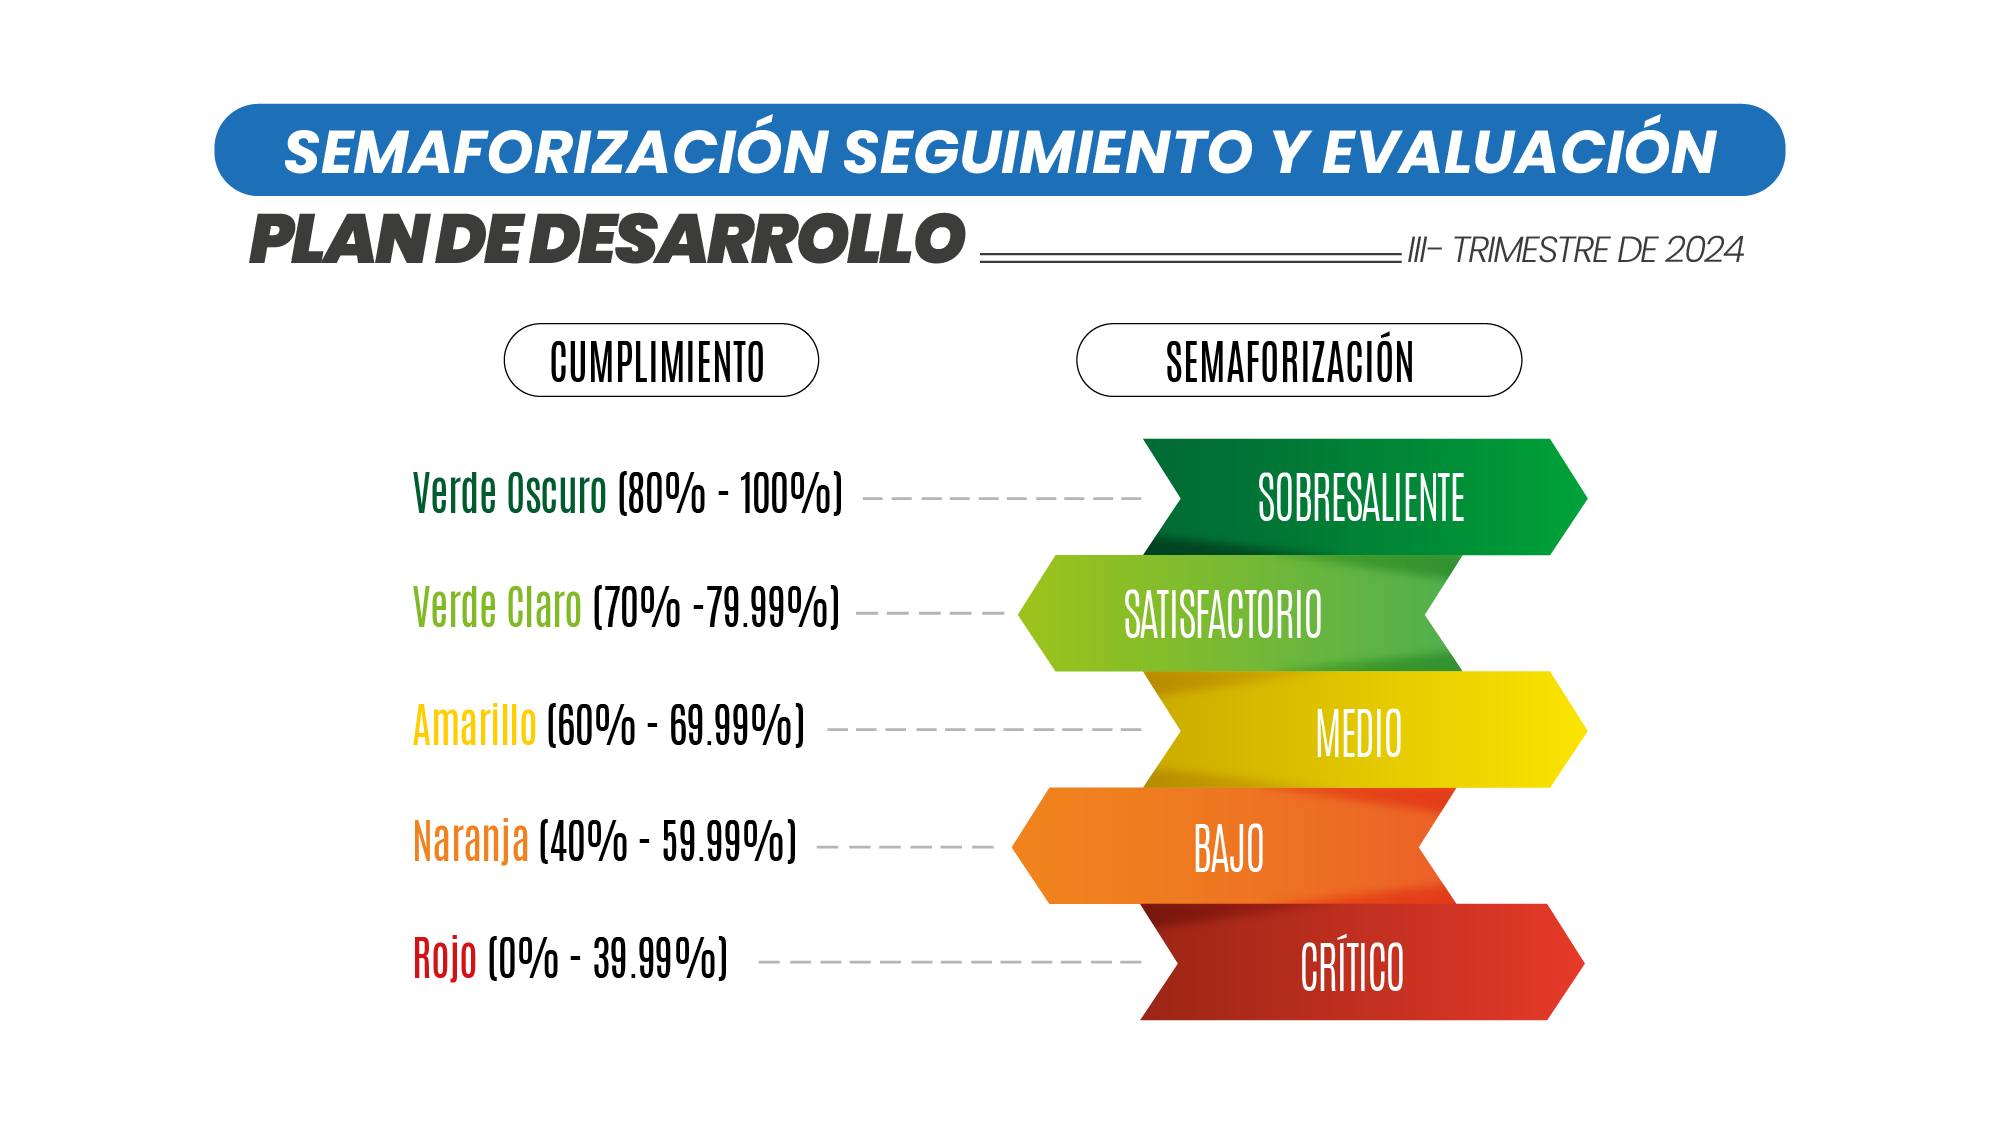 SEMAFORIZACIÓN SEGUIMIENTO Y EVALUACIÓN
PLAN DE DESARROLLO III- TRIMESTRE DE 2024
CUMPLIMIENTO SEMAFORIZACIÓN
Verde Oscuro (80% - 100%) SOBRESALIENTE
Verde Claro (70% -79.99%) SATISFACTORIO
Amarillo (60% - 69.99%) MEDIO
Naranja (40% - 59.99%) BAJO
Rojo (0% - 39.99%) CRÍTICO